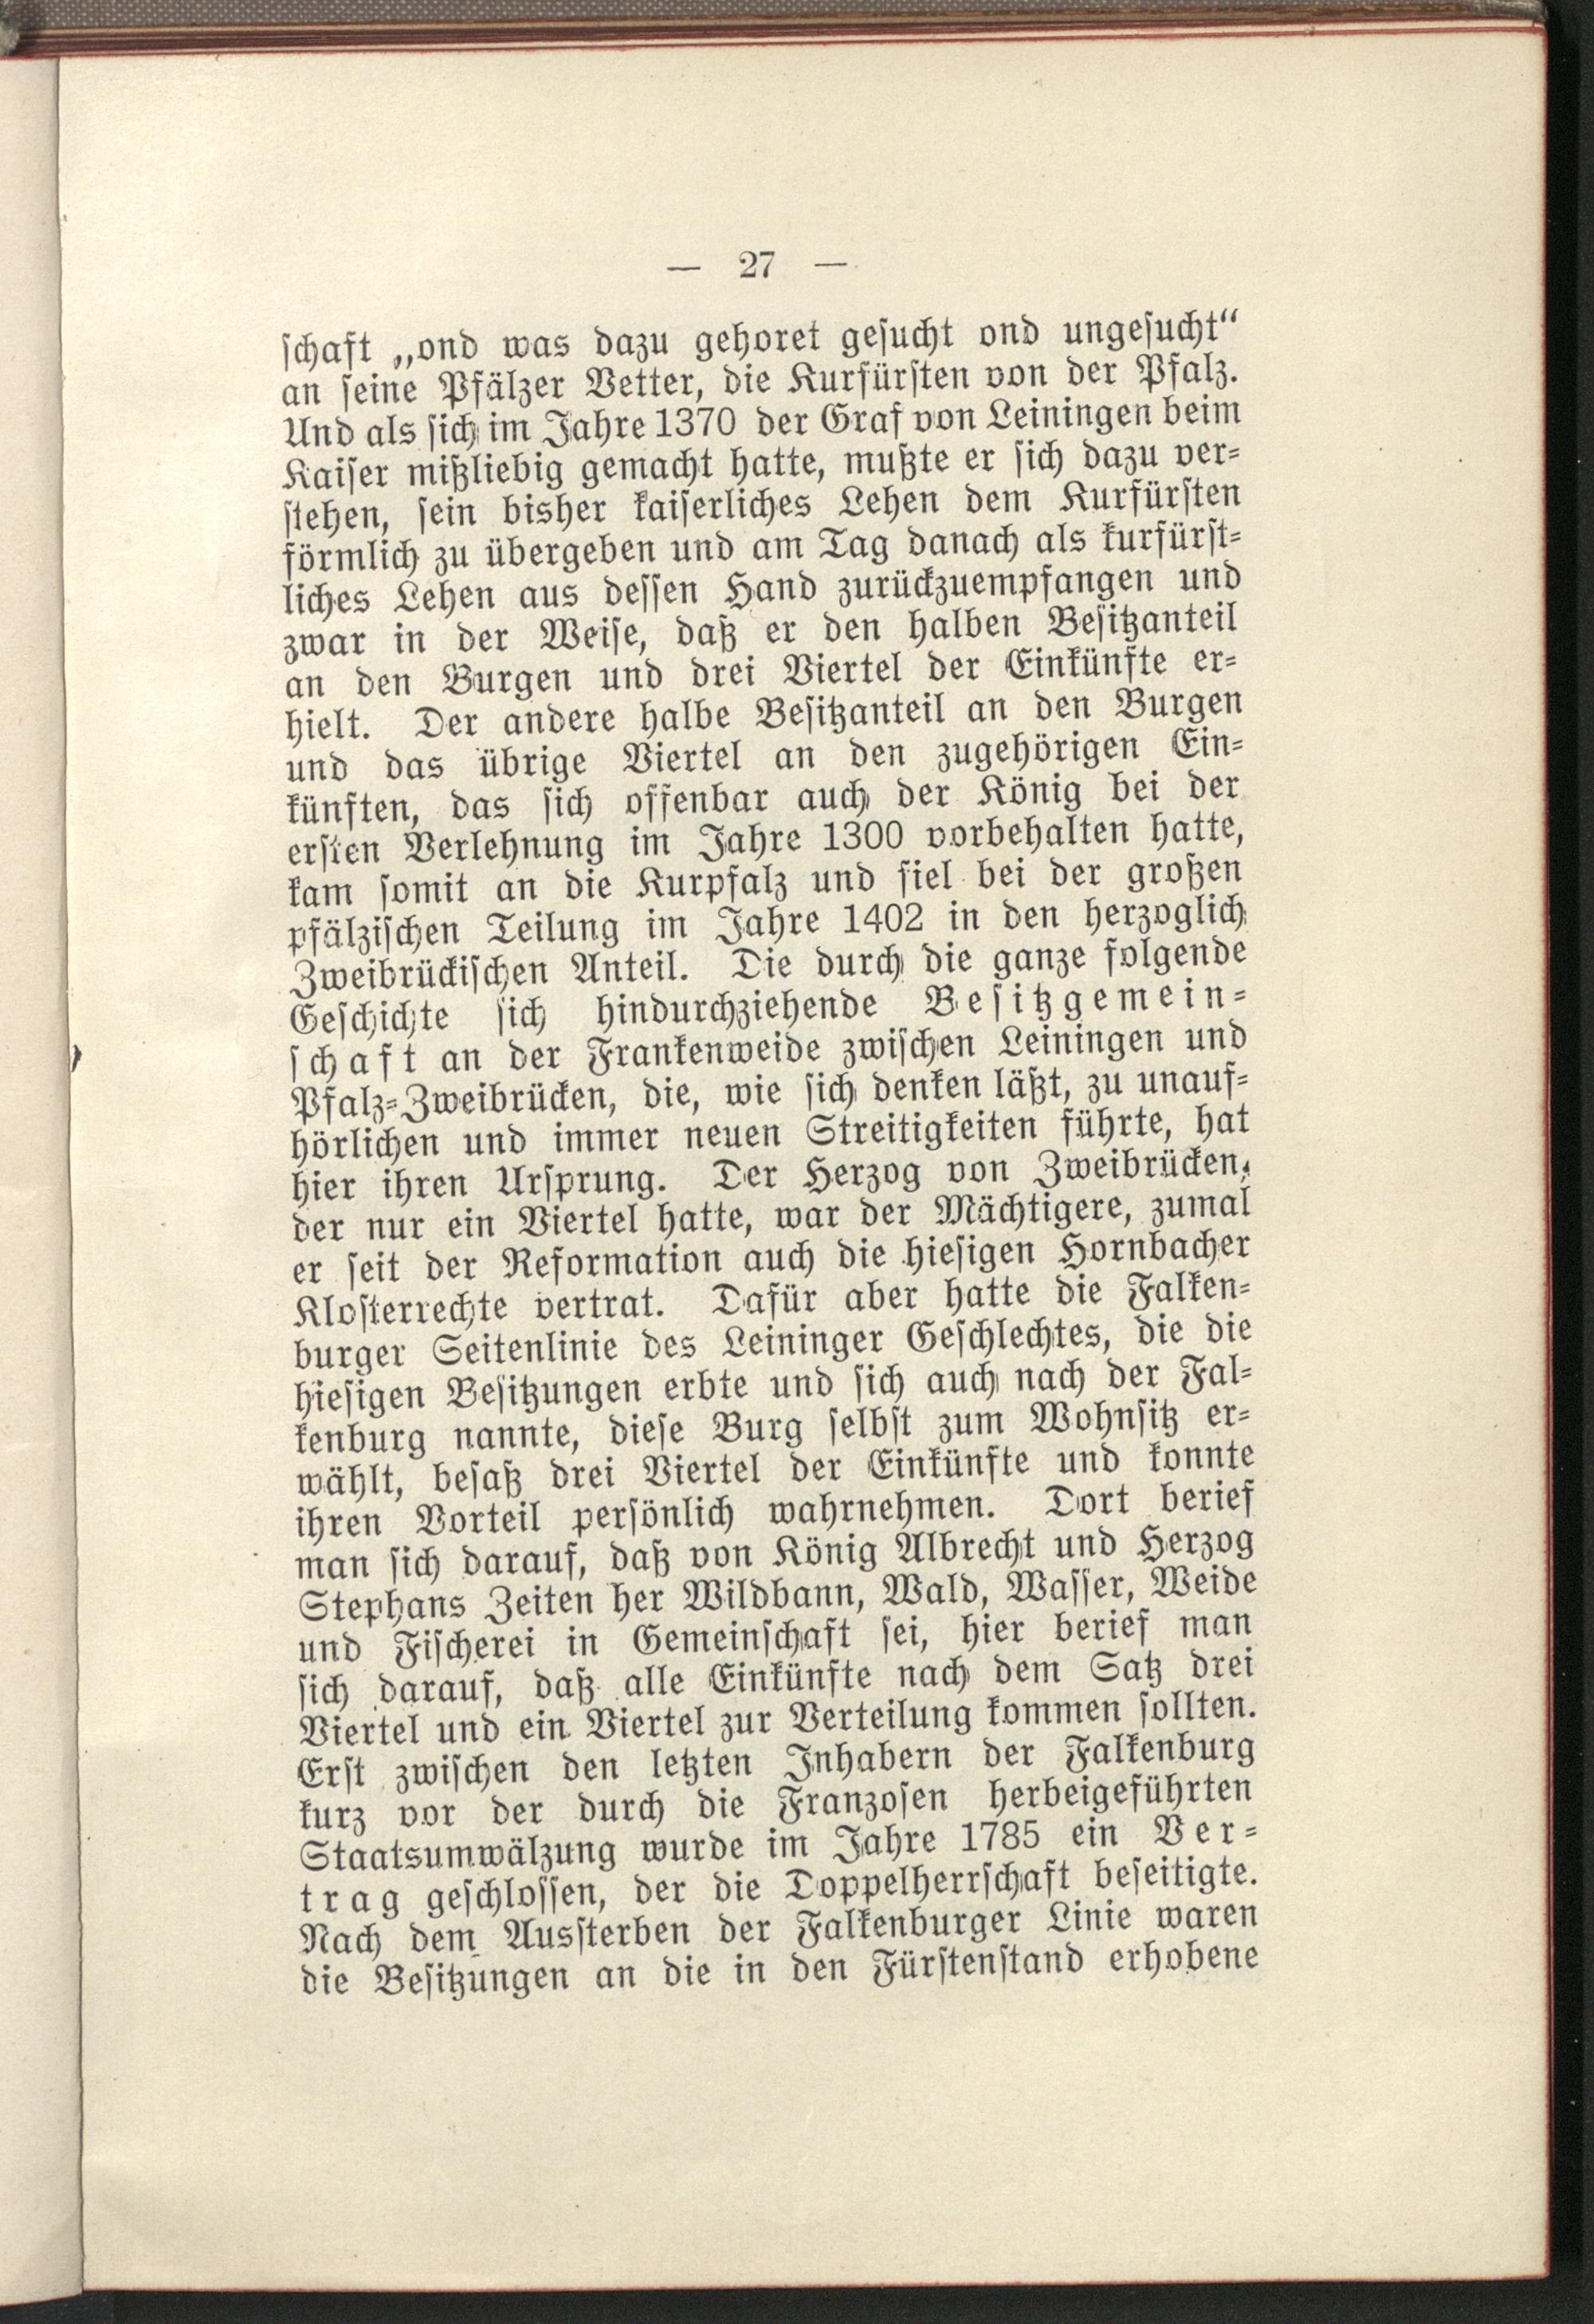 — 27 —
schaft „ond was dazu gehoret gesucht ond ungesucht“
an seine Pfälzer Vetter, die Kurfürsten von der Pfalz.
Und als sich im Jahre 1370 der Graf von Leiningen beim
Kaiser mißliebig gemacht hatte, mußte er sich dazu ver-
stehen, sein bisher kaiserliches Lehen dem Kurfürsten
förmlich zu übergeben und am Tag danach als kurfürst-
liches Lehen aus dessen Hand zurückzuempfangen und
zwar in der Weise, daß er den halben Besitzanteil
an den Burgen und drei Viertel der Einkünfte er-
hielt. Der andere halbe Besitzanteil an den Burgen
und das übrige Viertel an den zugehörigen Ein-
künften, das sich offenbar auch der König bei der
ersten Verlehnung im Jahre 1300 vorbehalten hatte,
kam somit an die Kurpfalz und fiel bei der großen
pfälzischen Teilung im Jahre 1402 in den herzoglich
Zweibrückischen Anteil. Die durch die ganze folgende
Geschichte sich hindurchziehende Besitzgemein-
schaft an der Frankenweide zwischen Leiningen und
Pfalz-Zweibrücken, die, wie sich denken läßt, zu unauf-
hörlichen und immer neuen Streitigkeiten führte, hat
hier ihren Ursprung. Der Herzog von Zweibrücken,
der nur ein Viertel hatte, war der Mächtigere, zumal
er seit der Reformation auch die hiesigen Hornbacher
Klosterrechte vertrat. Dafür aber hatte die Falken-
burger Seitenlinie des Leininger Geschlechtes, die die
hiesigen Besitzungen erbte und sich auch nach der Fal-
kenburg nannte, diese Burg selbst zum Wohnsitz er-
wählt, besaß drei Viertel der Einkünfte und konnte
ihren Vorteil persönlich wahrnehmen. Dort berief
man sich darauf, daß von König Albrecht und Herzog
Stephans Zeiten her Wildbann, Wald, Wasser, Weide
und Fischerei in Gemeinschaft sei, hier berief man
sich darauf, daß alle Einkünfte nach dem Satz drei
Viertel und ein Viertel zur Verteilung kommen sollten.
Erst zwischen den letzten Inhabern der Falkenburg
kurz vor der durch die Franzosen herbeigeführten
Staatsumwälzung wurde im Jahre 1785 ein Ver-
trag geschlossen, der die Doppelherrschaft beseitigte.
Nach dem Aussterben der Falkenburger Linie waren
die Besitzungen an die in den Fürstenstand erhobene